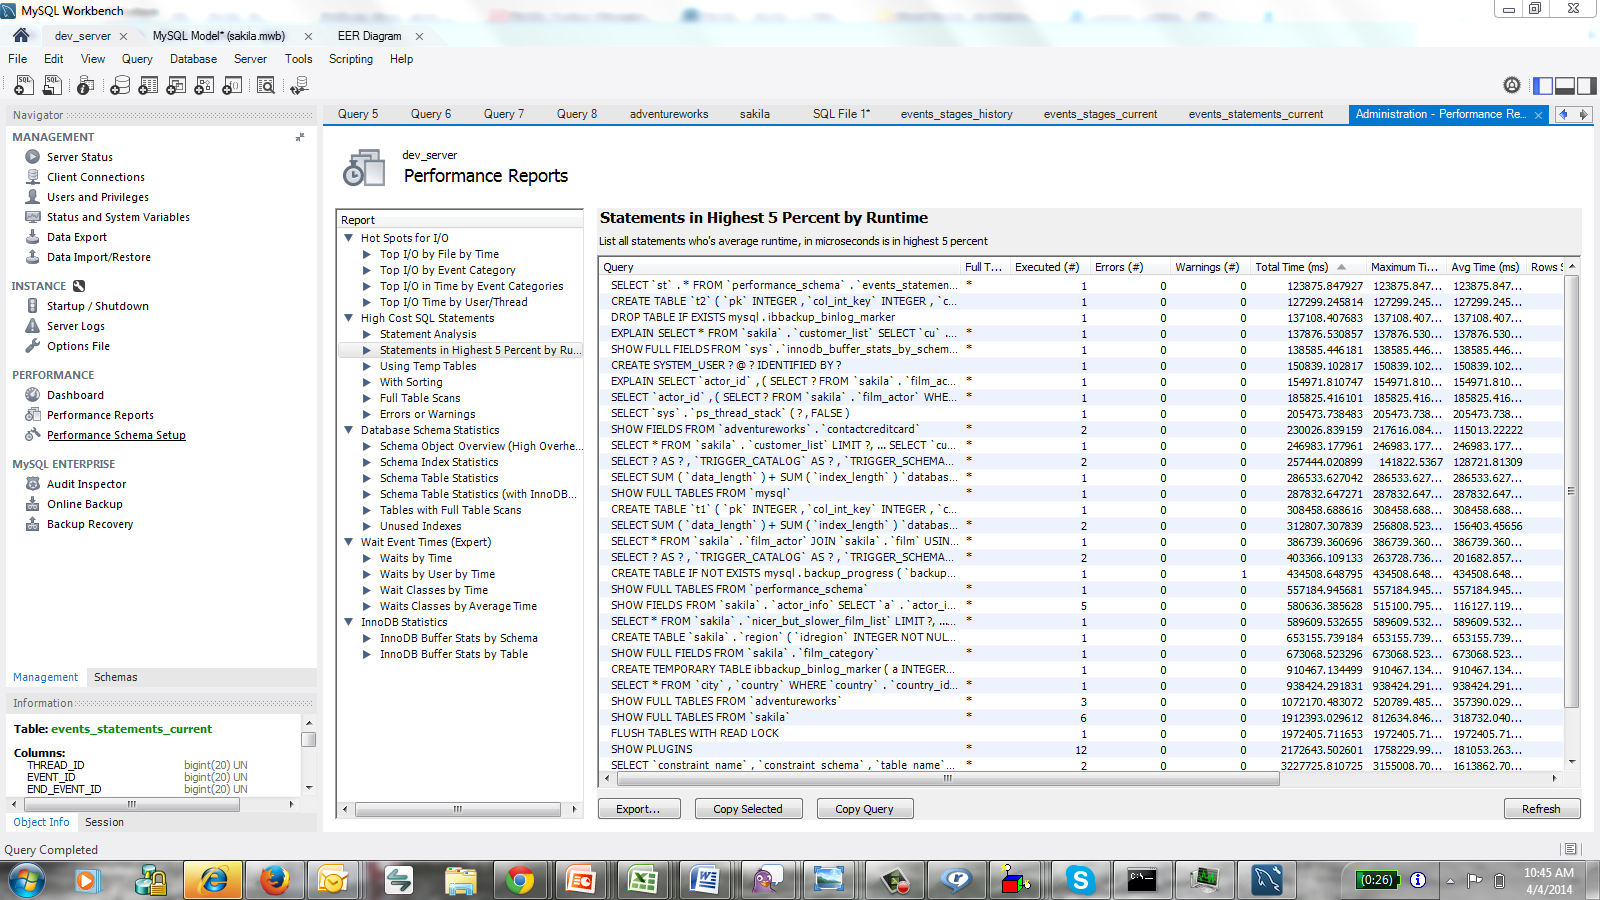 MySQL Workbench
dev_server
MySQL Model* (sakila.mwb)
EER Diagram
File Edit View Query Database Server Tools Scripting Help
Navigator
MANAGEMENT
Server Status
Client Connections
Users and Privileges
Status and System Variables
Data Export
Data Import/Restore
INSTANCE
Startup / Shutdown
Server Logs
Options File
PERFORMANCE
Dashboard
Performance Reports
Performance Schema Setup
MySQL ENTERPRISE
Audit Inspector
Online Backup
Backup Recovery
Management Schemas
Information
Table: events_statements_current
Columns:
THREAD_ID bigint(20) UN
EVENT_ID bigint(20) UN
END_EVENT_ID bigint(20) UN
Object Info Session
Query Completed
Query 5 Query 6 Query 7 Query 8 adventureworks sakila SQL File 1* events_stages_history events_stages_current events_statements_current Administration - Performance Re...
dev_server
Performance Reports
Report
Hot Spots for I/O
Top I/O by File by Time
Top I/O by Event Category
Top I/O in Time by Event Categories
Top I/O Time by User/Thread
High Cost SQL Statements
Statement Analysis
Statements in Highest 5 Percent by Ru...
Using Temp Tables
With Sorting
Full Table Scans
Errors or Warnings
Database Schema Statistics
Schema Object Overview (High Overhe...
Schema Index Statistics
Schema Table Statistics
Schema Table Statistics (with InnoDB...
Tables with Full Table Scans
Unused Indexes
Wait Event Times (Expert)
Waits by Time
Waits by User by Time
Wait Classes by Time
Waits Classes by Average Time
InnoDB Statistics
InnoDB Buffer Stats by Schema
InnoDB Buffer Stats by Table
Statements in Highest 5 Percent by Runtime
List all statements who's average runtime, in microseconds is in highest 5 percent
Query Full T... Executed (#) Errors (#) Warnings (#) Total Time (ms) Maximum Ti... Avg Time (ms) Rows S
SELECT `st` . * FROM `performance_schema` . `events_statemen... * 1 0 0 123875.847927 123875.847... 123875.847...
CREATE TABLE `t2` ( `pk` INTEGER , `col_int_key` INTEGER , `c... 1 0 0 127299.245814 127299.245... 127299.245...
DROP TABLE IF EXISTS mysql . ibbackup_binlog_marker 1 0 0 137108.407683 137108.407... 137108.407...
EXPLAIN SELECT * FROM `sakila` . `customer_list` SELECT `cu` ... * 1 0 0 137876.530857 137876.530... 137876.530...
SHOW FULL FIELDS FROM `sys` . `innodb_buffer_stats_by_schem... * 1 0 0 138585.446181 138585.446... 138585.446...
CREATE SYSTEM_USER ? @ ? IDENTIFIED BY ? 1 0 0 150839.102817 150839.102... 150839.102...
EXPLAIN SELECT `actor_id` , ( SELECT ? FROM `sakila` . `film_ac... * 1 0 0 154971.810747 154971.810... 154971.810...
SELECT `actor_id` , ( SELECT ? FROM `sakila` . `film_actor` WHE... * 1 0 0 185825.416101 185825.416... 185825.416...
SELECT `sys` . `ps_thread_stack` ( ? , FALSE ) 1 0 0 205473.738483 205473.738... 205473.738...
SHOW FIELDS FROM `adventureworks` . `contactcreditcard` * 2 0 0 230026.839159 217616.084... 115013.22222
SELECT * FROM `sakila` . `customer_list` LIMIT ?, ... SELECT `cu... * 1 0 0 246983.177961 246983.177... 246983.177...
SELECT ? AS ? , `TRIGGER_CATALOG` AS ? , `TRIGGER_SCHEMA... * 2 0 0 257444.020899 141822.5367 128721.81309
SELECT SUM ( `data_length` ) + SUM ( `index_length` ) `databas... * 1 0 0 286533.627042 286533.627... 286533.627...
SHOW FULL TABLES FROM `mysql` * 1 0 0 287832.647271 287832.647... 287832.647...
CREATE TABLE `t1` ( `pk` INTEGER , `col_int_key` INTEGER , `c... 1 0 0 308458.688616 308458.688... 308458.688...
SELECT SUM ( `data_length` ) + SUM ( `index_length` ) `databas... * 2 0 0 312807.307839 256808.523... 156403.45656
SELECT * FROM `sakila` . `film_actor` JOIN `sakila` . `film` USIN... * 1 0 0 386739.360696 386739.360... 386739.360...
SELECT ? AS ? , `TRIGGER_CATALOG` AS ? , `TRIGGER_SCHEMA... * 2 0 0 403366.109133 263728.736... 201682.857...
CREATE TABLE IF NOT EXISTS mysql . backup_progress ( `backup... 1 0 1 434508.648795 434508.648... 434508.648...
SHOW FULL TABLES FROM `performance_schema` * 1 0 0 557184.945681 557184.945... 557184.945...
SHOW FIELDS FROM `sakila` . `actor_info` SELECT `a` . `actor_i... * 5 0 0 580636.385628 515100.795... 116127.119...
SELECT * FROM `sakila` . `nicer_but_slower_film_list` LIMIT ?, ... * 1 0 0 589609.532655 589609.532... 589609.532...
CREATE TABLE `sakila` . `region` ( `idregion` INTEGER NOT NUL... 1 0 0 653155.739184 653155.739... 653155.739...
SHOW FULL FIELDS FROM `sakila` . `film_category` * 1 0 0 673068.523296 673068.523... 673068.523...
CREATE TEMPORARY TABLE ibbackup_binlog_marker ( a INTEGER... 1 0 0 910467.134499 910467.134... 910467.134...
SELECT * FROM `city` , `country` WHERE `country` . `country_id... * 1 0 0 938424.291831 938424.291... 938424.291...
SHOW FULL TABLES FROM `adventureworks` * 3 0 0 1072170.483072 520789.485... 357390.029...
SHOW FULL TABLES FROM `sakila` * 6 0 0 1912393.029612 812634.846... 318732.040...
FLUSH TABLES WITH READ LOCK 1 0 0 1972405.711653 1972405.71... 1972405.71...
SHOW PLUGINS * 12 0 0 2172643.502601 1758229.99... 181053.263...
SELECT `constraint_name` , `constraint_schema` , `table_name`... * 2 0 0 3227725.810725 3155008.70... 1613862.70...
Export... Copy Selected Copy Query Refresh
(0:26)
10:45 AM
4/4/2014